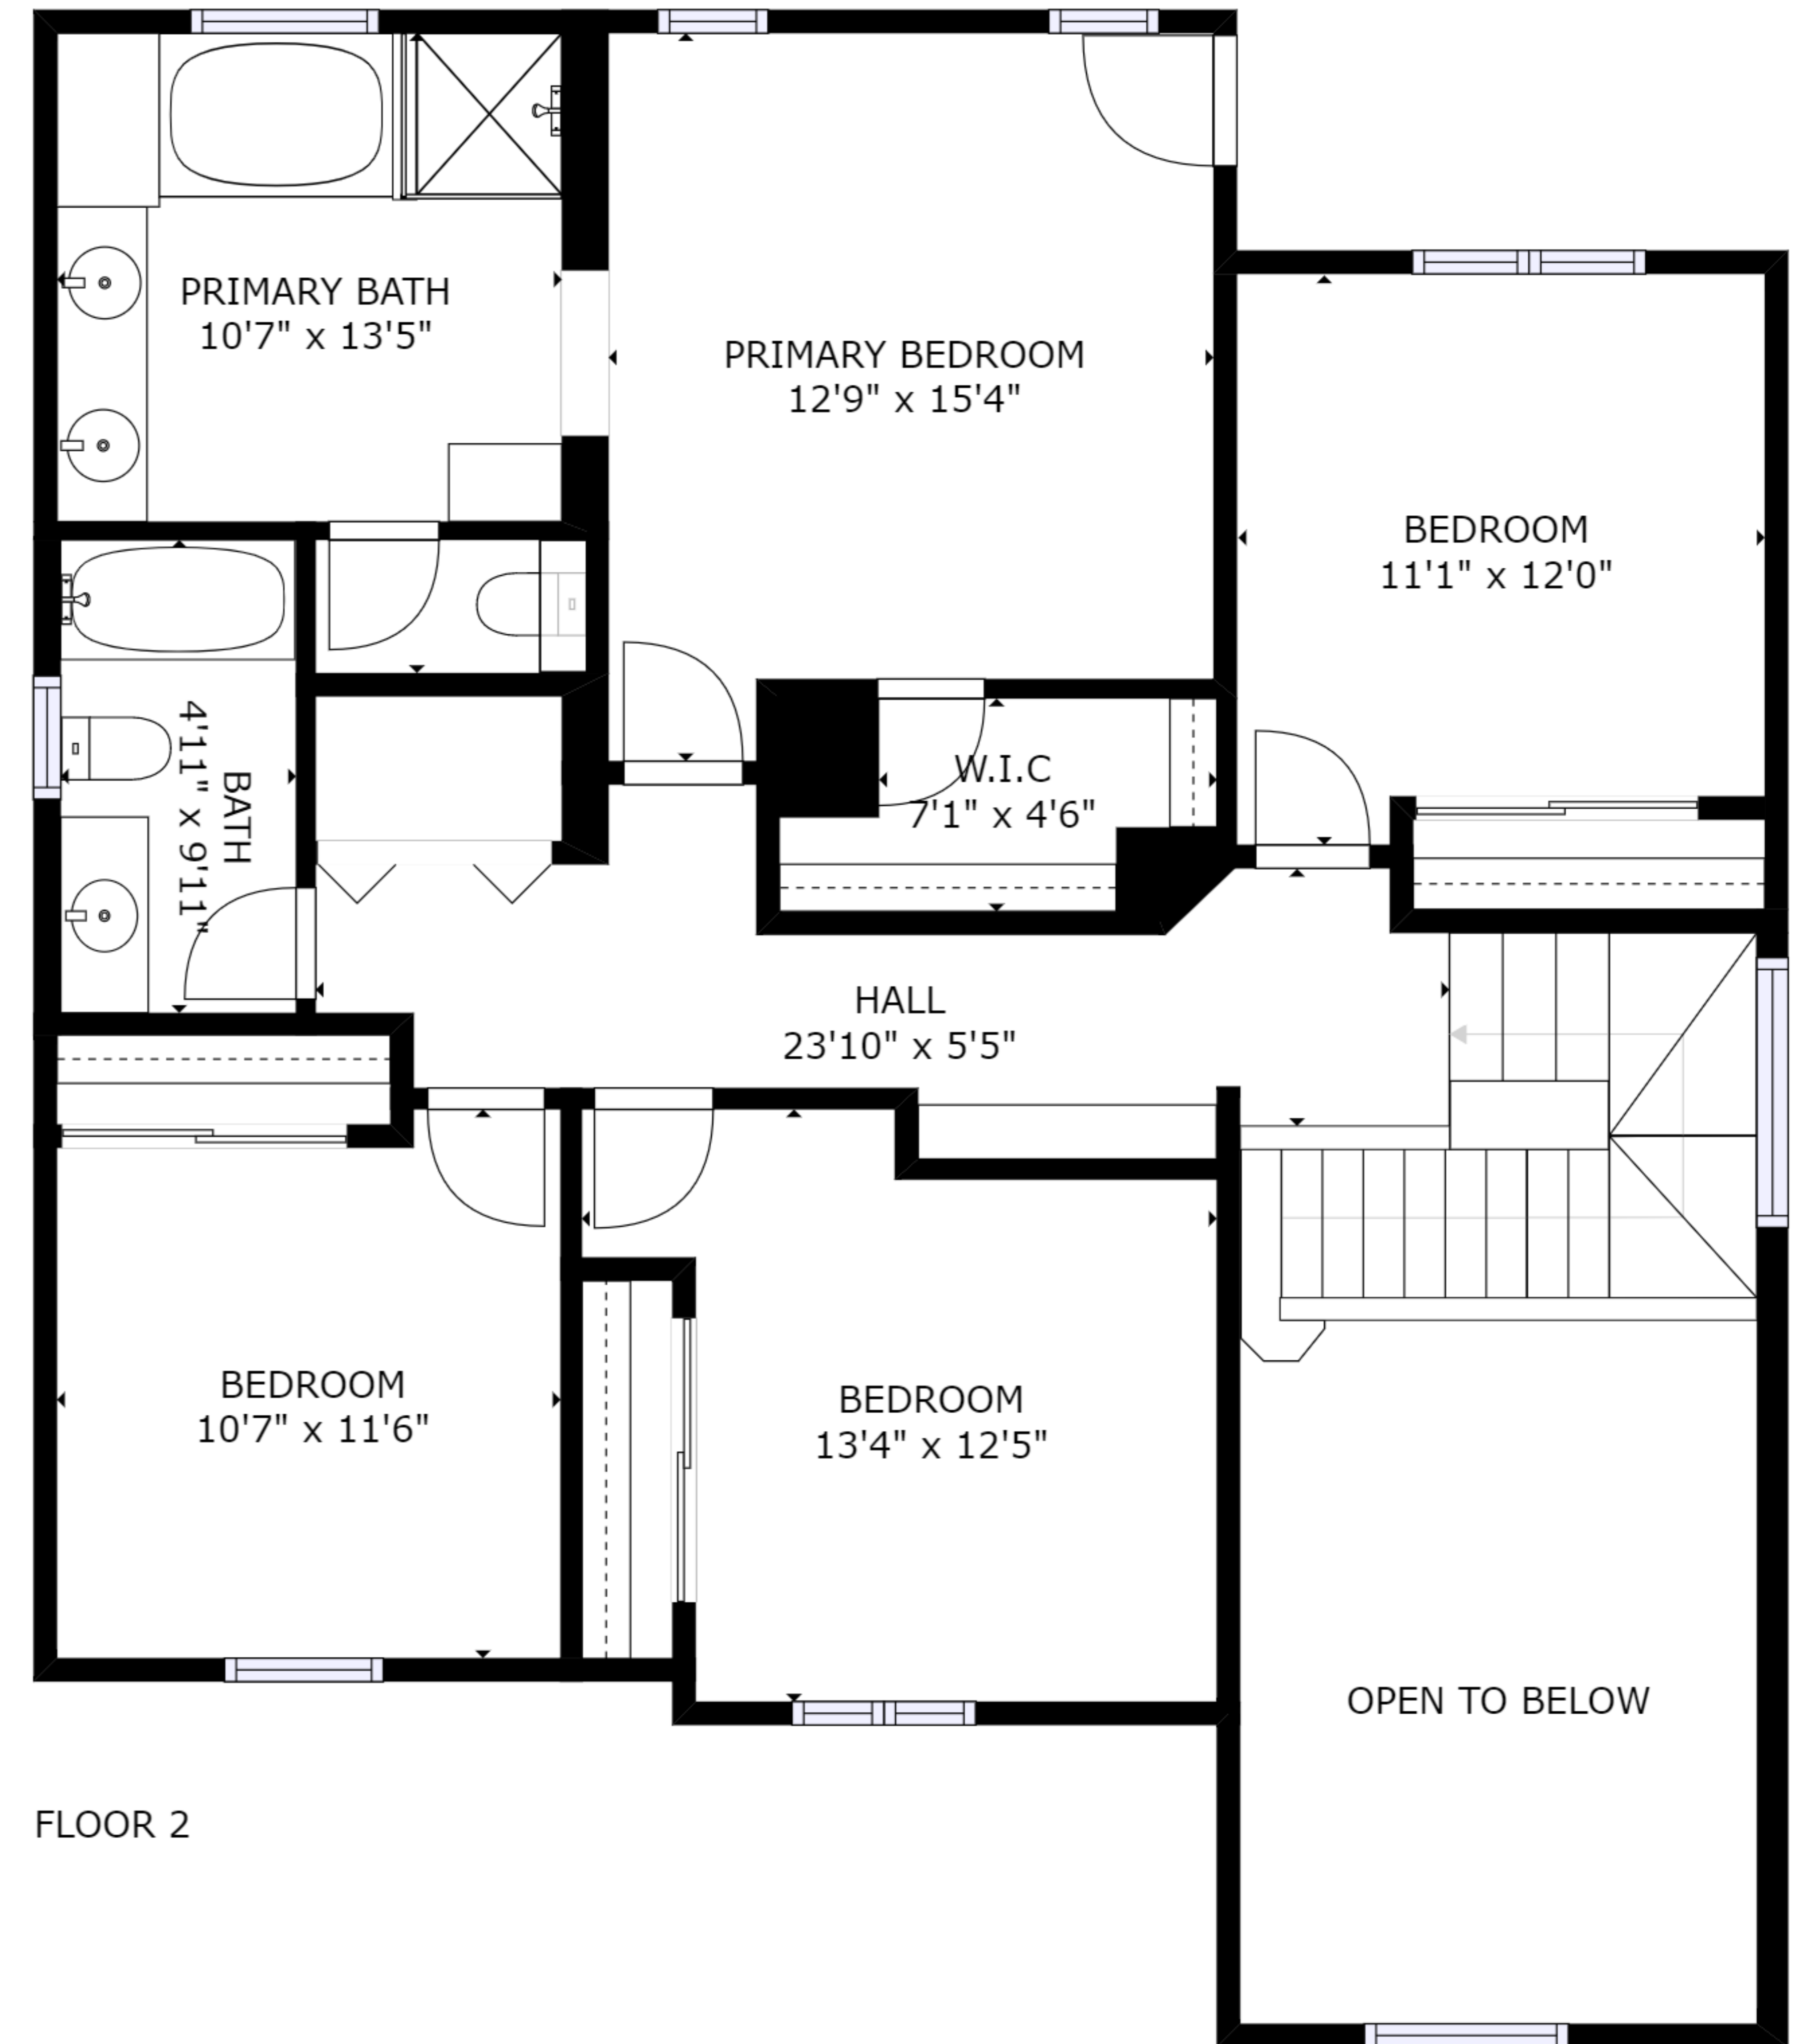 PRIMARY BATH
10'7" x 13'5"
PRIMARY BEDROOM
12'9" x 15'4"
BEDROOM
11'1" x 12'0"
BATH
4'11" x 9'11"
W.I.C
7'1" x 4'6"
HALL
23'10" x 5'5"
BEDROOM
10'7" x 11'6"
BEDROOM
13'4" x 12'5"
OPEN TO BELOW
FLOOR 2